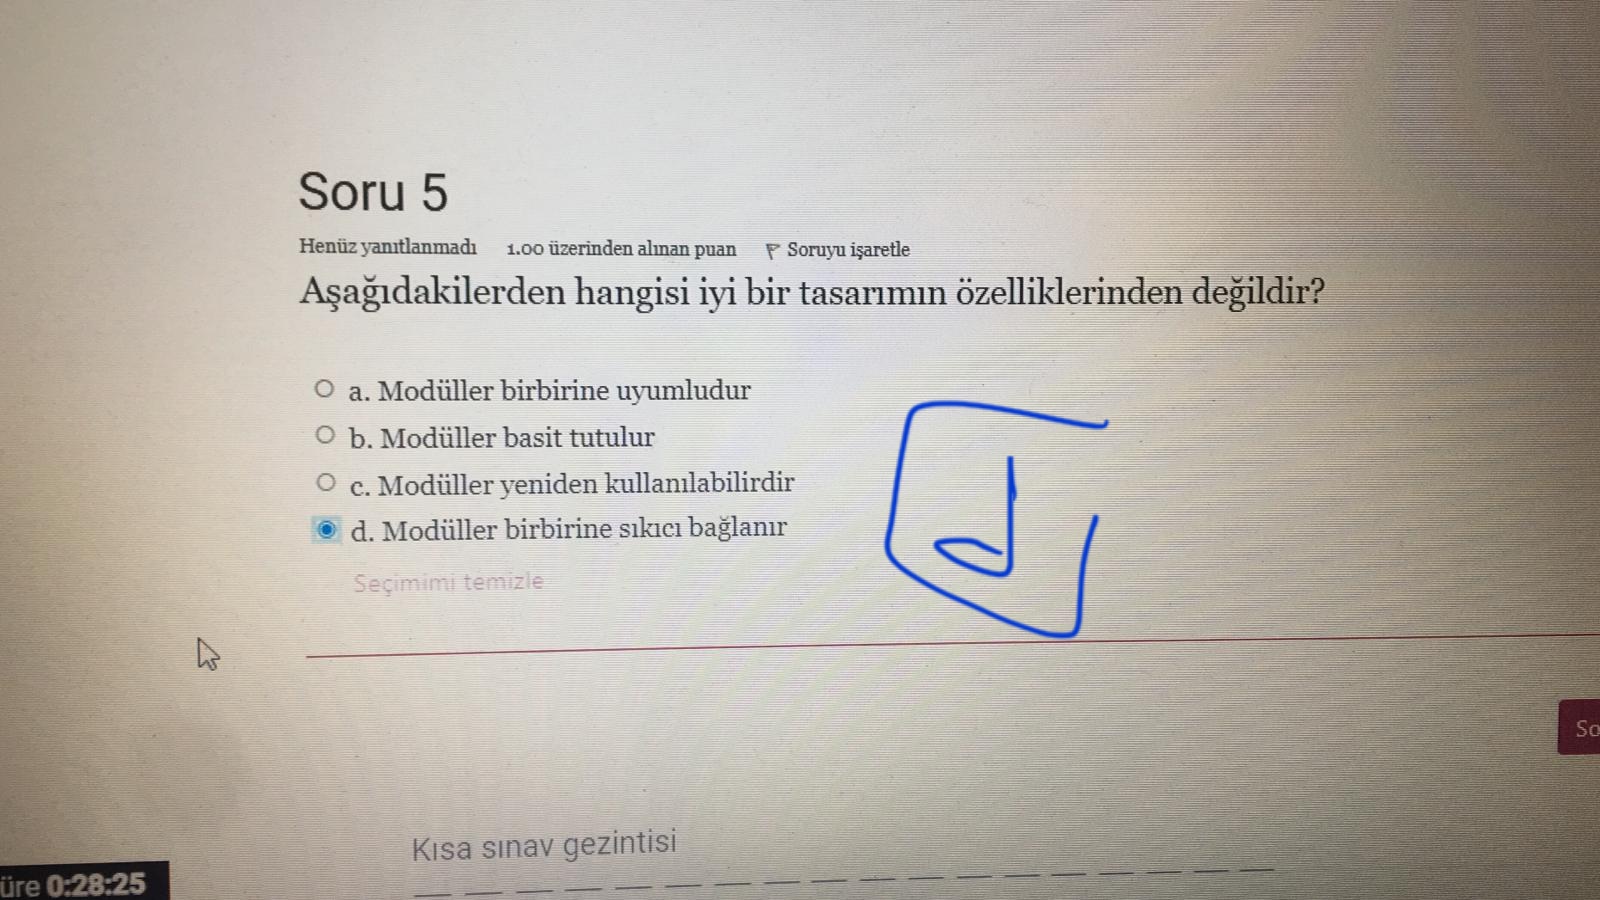 Soru 5
Henüz yanıtlanmadı 1.00 üzerinden alınan puan Soruyu işaretle
Aşağıdakilerden hangisi iyi bir tasarımın özelliklerinden değildir?
a. Modüller birbirine uyumludur
b. Modüller basit tutulur
c. Modüller yeniden kullanılabilirdir
d. Modüller birbirine sıkıcı bağlanır
d
Seçimimi temizle
So
Kısa sınav gezintisi
üre 0:28:25